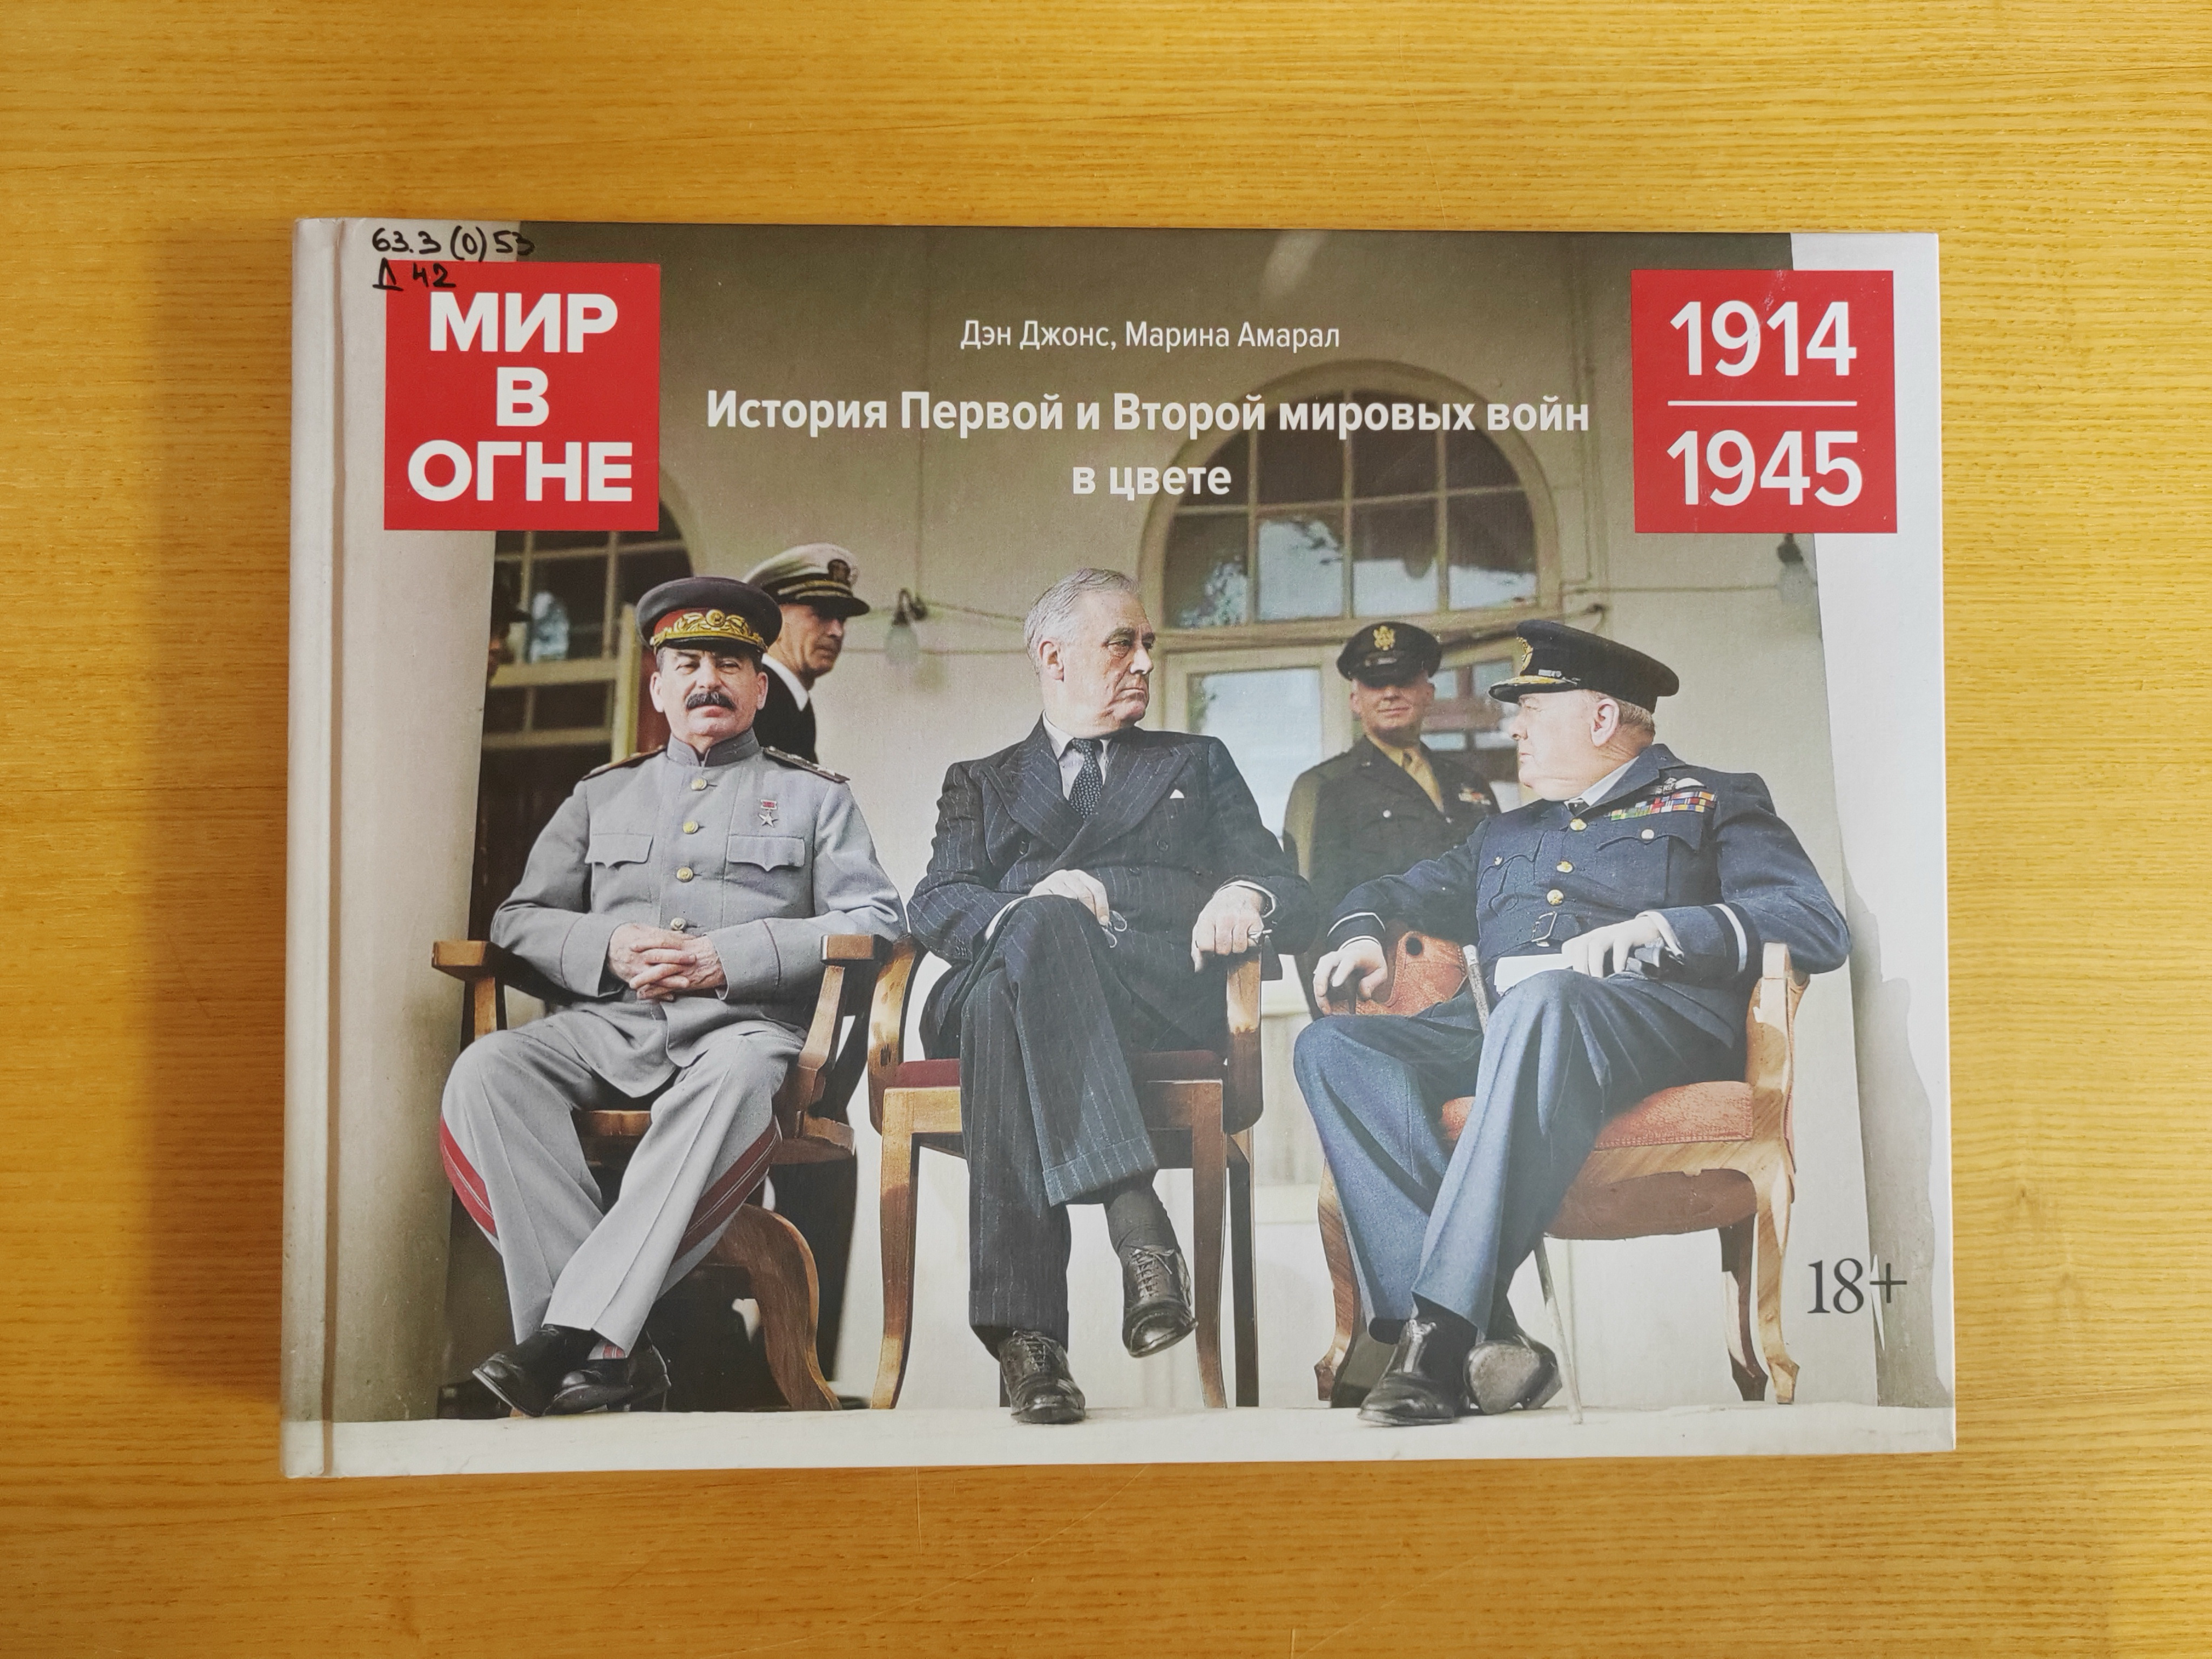 63.3(0)53
Д 42
МИР
В
ОГНЕ
Дэн Джонс, Марина Амарал
История Первой и Второй мировых войн
в цвете
1914
1945
18+